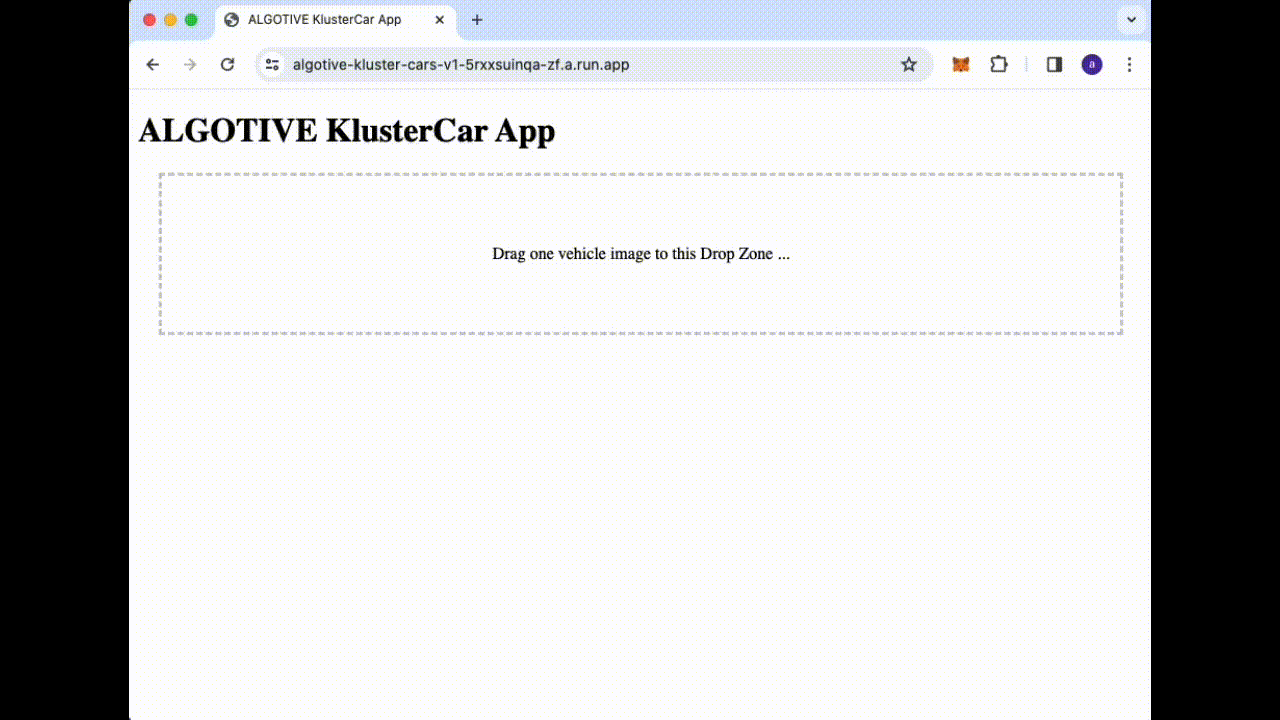 ALGOTIVE KlusterCar App
algotive-kluster-cars-v1-5rxxsuinqa-zf.a.run.app
a
ALGOTIVE KlusterCar App
Drag one vehicle image to this Drop Zone ...